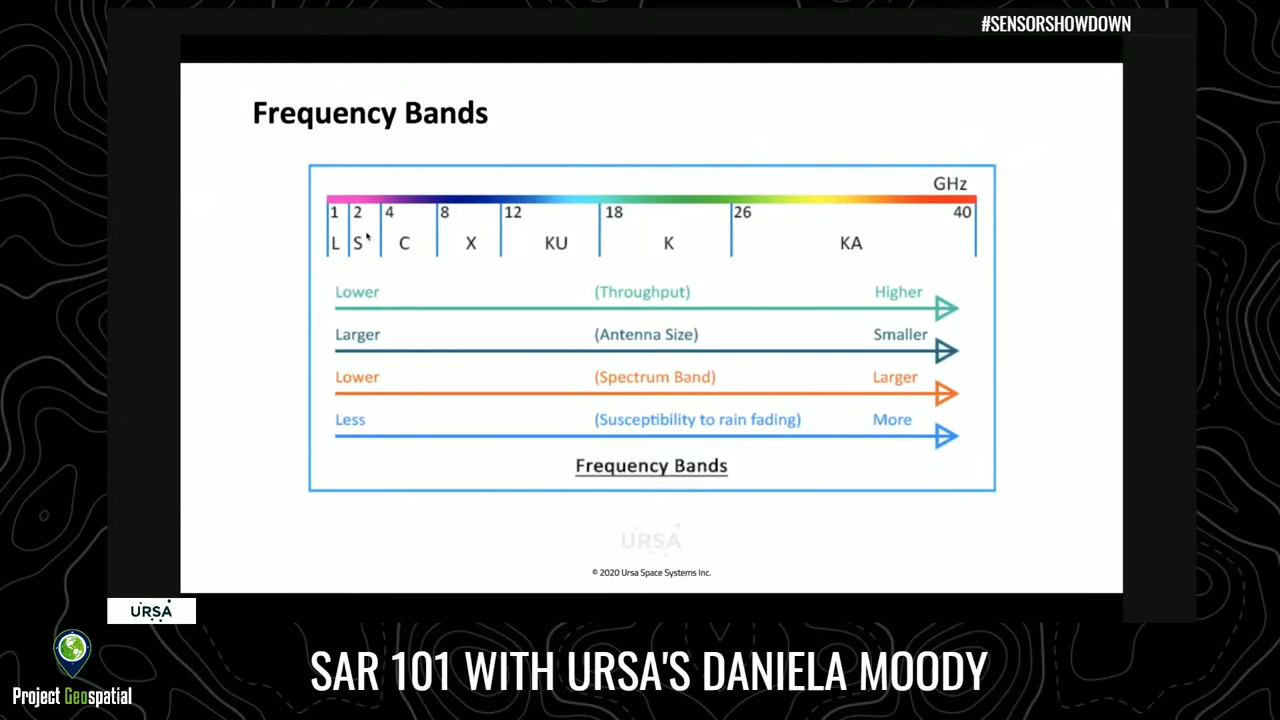 #SENSORSHOWDOWN
Frequency Bands
GHz
1 2 4 8 12 18 26 40
L S C X KU K KA
Lower (Throughput) Higher
Larger (Antenna Size) Smaller
Lower (Spectrum Band) Larger
Less (Susceptibility to rain fading) More
Frequency Bands
URSA
© 2020 Ursa Space Systems Inc.
URSA
SAR 101 WITH URSA'S DANIELA MOODY
Project Geospatial